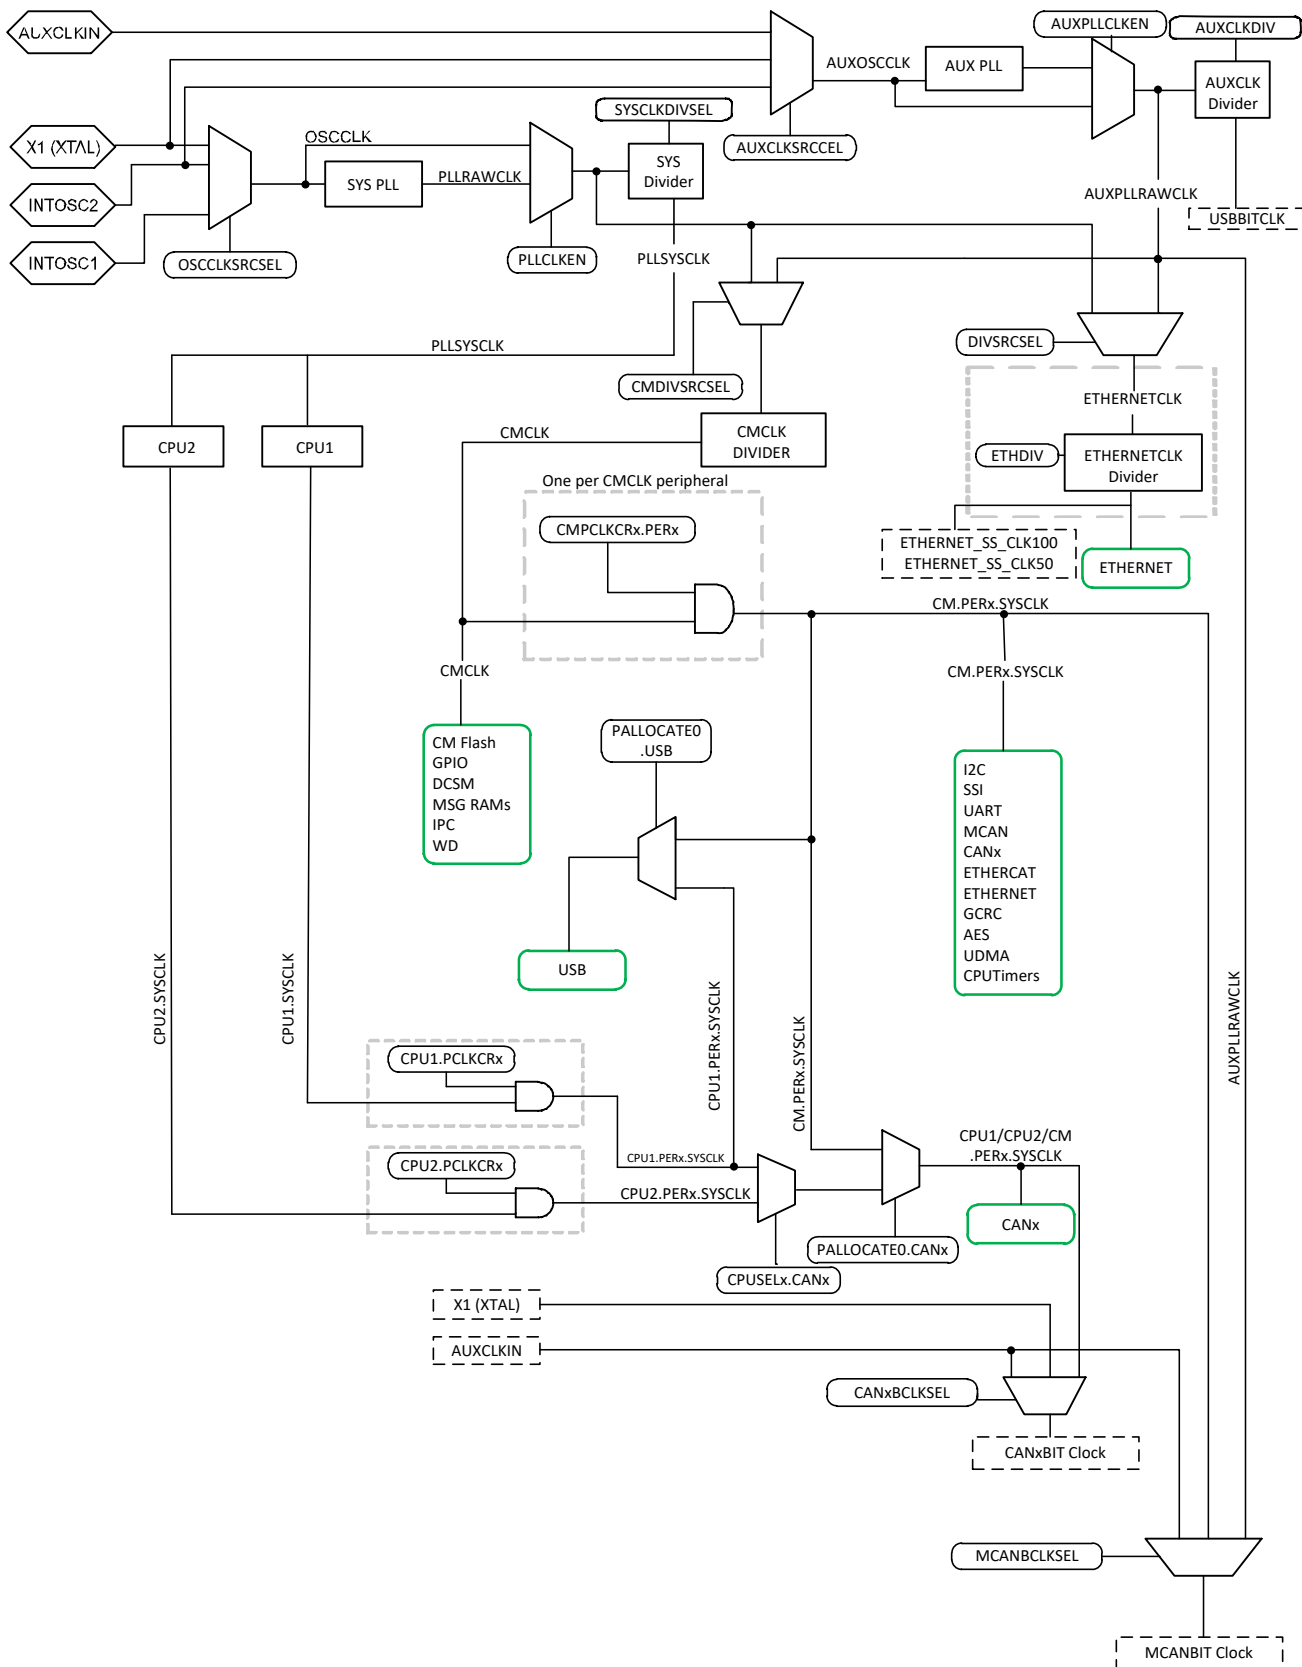 AUXCLKIN
AUXPLLCLKEN
AUXCLKDIV
AUXOSCCLK
AUX PLL
AUXCLK
Divider
SYSCLKDIVSEL
X1 (XTAL)
OSCCLK
AUXCLKSRCCEL
SYS
Divider
SYS PLL
PLLRAWCLK
INTOSC2
AUXPLLRAWCLK
USBBITCLK
INTOSC1
OSCCLKSRCSEL
PLLCLKEN
PLLSYSCLK
PLLSYSCLK
DIVSRCSEL
CMDIVSRCSEL
ETHERNETCLK
CPU2
CPU1
CMCLK
CMCLK
DIVIDER
ETHDIV
ETHERNETCLK
Divider
One per CMCLK peripheral
CMPCLKCRx.PERx
ETHERNET_SS_CLK100
ETHERNET_SS_CLK50
ETHERNET
CM.PERx.SYSCLK
CMCLK
CM.PERx.SYSCLK
PALLOCATE0
.USB
CM Flash
GPIO
DCSM
MSG RAMs
IPC
WD
I2C
SSI
UART
MCAN
CANx
ETHERCAT
ETHERNET
GCRC
AES
UDMA
CPUTimers
USB
CPU2.SYSCLK
CPU1.SYSCLK
CPU1.PERx.SYSCLK
CM.PERx.SYSCLK
AUXPLLRAWCLK
CPU1.PCLKCRx
CPU1.PERx.SYSCLK
CPU2.PCLKCRx
CPU2.PERx.SYSCLK
CPU1/CPU2/CM
.PERx.SYSCLK
CANx
PALLOCATE0.CANx
CPUSELx.CANx
X1 (XTAL)
AUXCLKIN
CANxBCLKSEL
CANxBIT Clock
MCANBCLKSEL
MCANBIT Clock